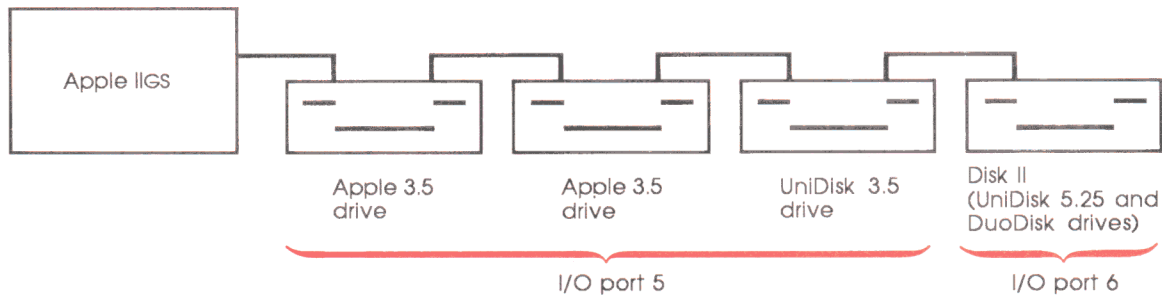 Apple IIGS
Apple 3.5
drive
Apple 3.5
drive
UniDisk 3.5
drive
Disk II
(UniDisk 5.25 and
DuoDisk drives)
I/O port 5
I/O port 6